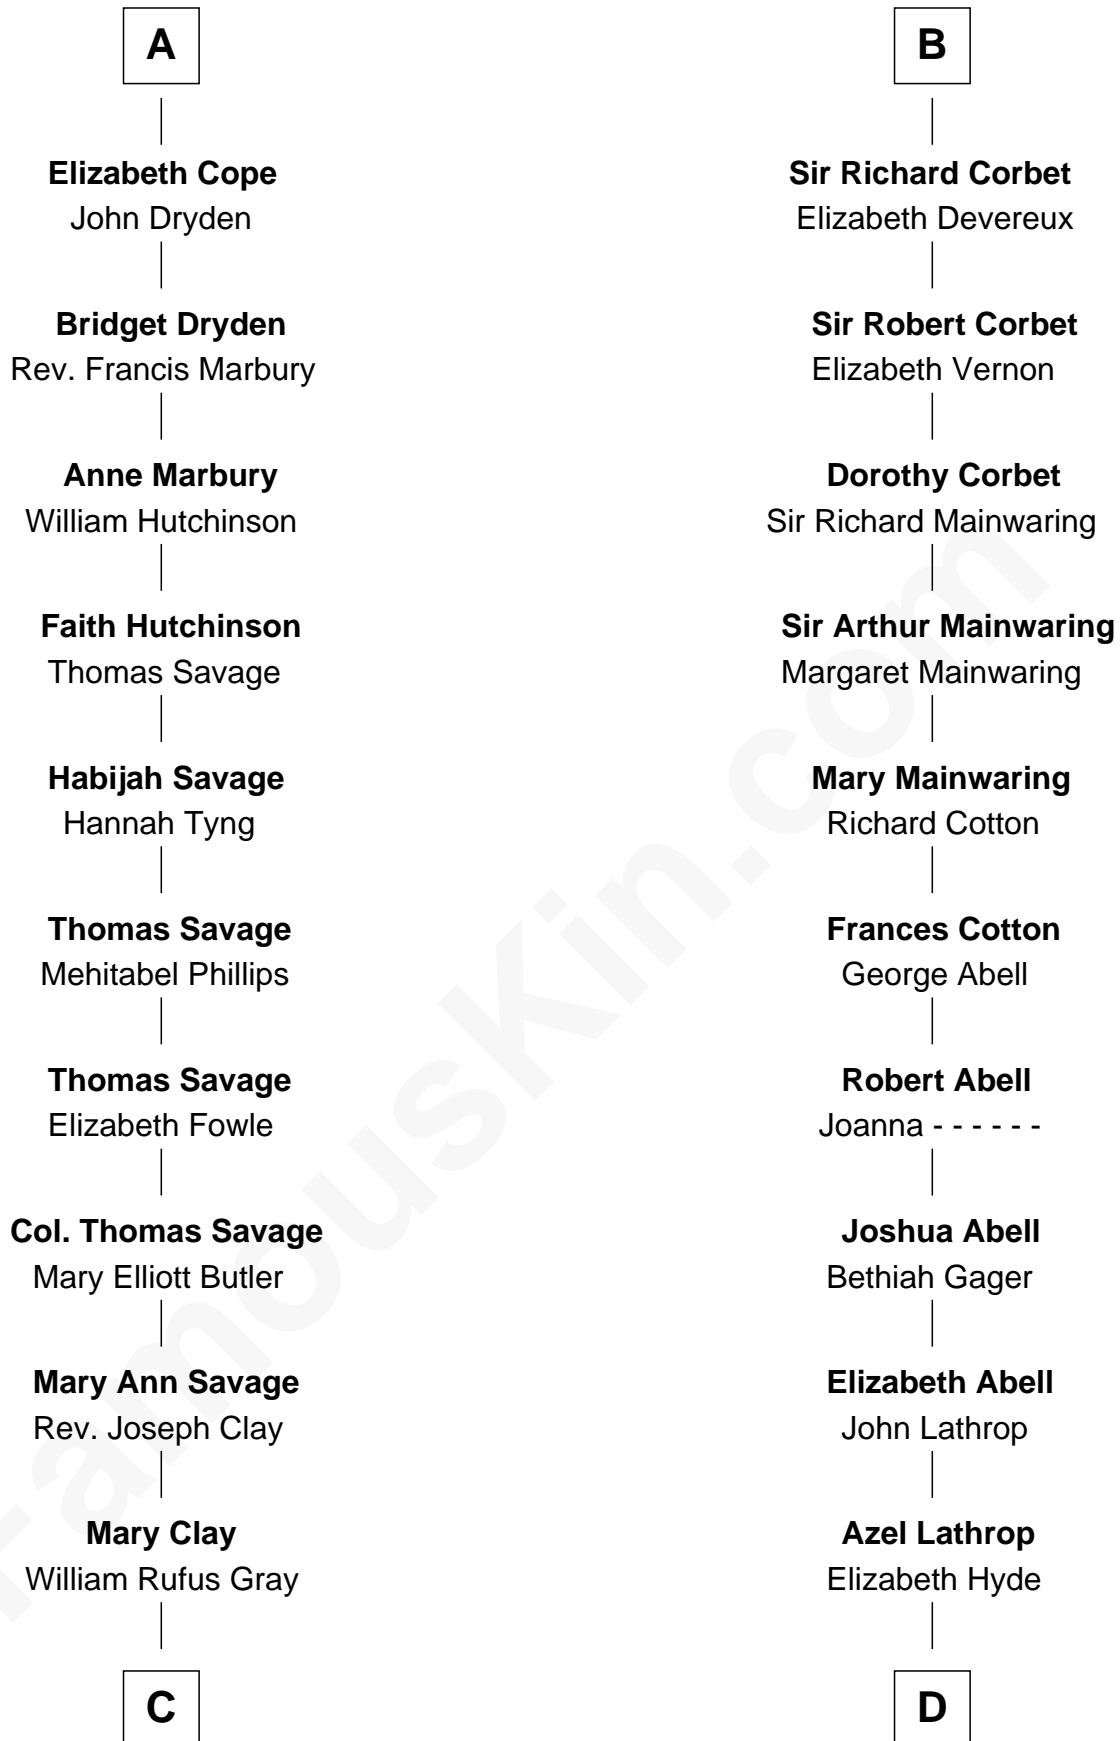 A
Elizabeth Cope
John Dryden
Bridget Dryden
Rev. Francis Marbury
Anne Marbury
William Hutchinson
Faith Hutchinson
Thomas Savage
Habijah Savage
Hannah Tyng
Thomas Savage
Mehitabel Phillips
Thomas Savage
Elizabeth Fowle
Col. Thomas Savage
Mary Elliott Butler
Mary Ann Savage
Rev. Joseph Clay
Mary Clay
William Rufus Gray
C
B
Sir Richard Corbet
Elizabeth Devereux
Sir Robert Corbet
Elizabeth Vernon
Dorothy Corbet
Sir Richard Mainwaring
Sir Arthur Mainwaring
Margaret Mainwaring
Mary Mainwaring
Richard Cotton
Frances Cotton
George Abell
Robert Abell
Joanna - - - - - -
Joshua Abell
Bethiah Gager
Elizabeth Abell
John Lathrop
Azel Lathrop
Elizabeth Hyde
D
FamousKin.com